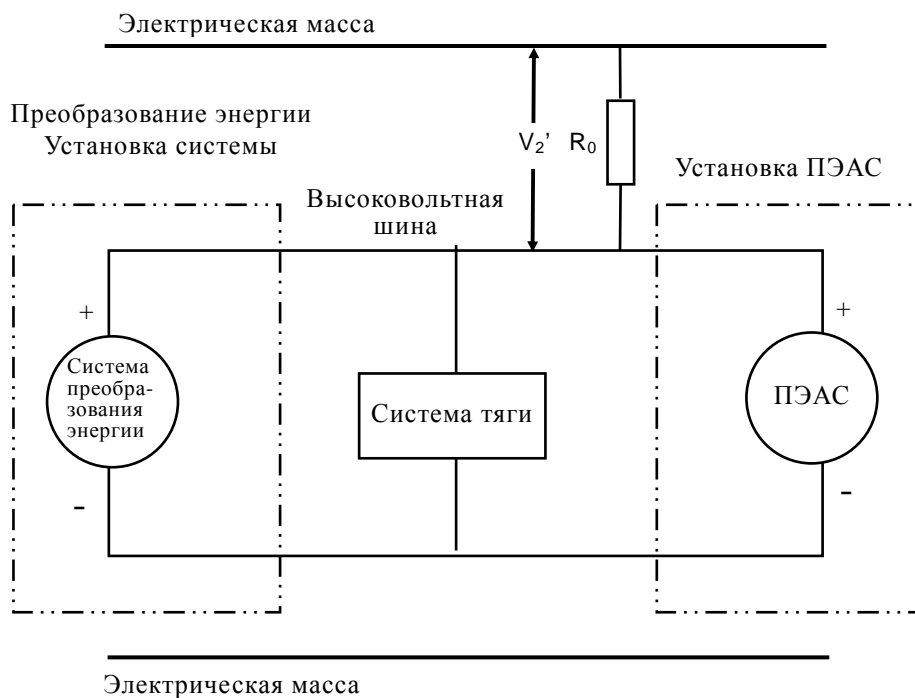 Электрическая масса
Преобразование энергии
Установка системы
V₂’ R₀
Установка ПЭАС
Высоковольтная
шина
+
+
Система
преобра-
зования
энергии
Система тяги
ПЭАС
-
-
Электрическая масса